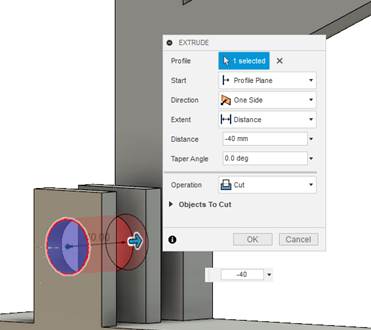 EXTRUDE
Profile 1 selected
Start Profile Plane
Direction One Side
Extent Distance
Distance -40 mm
Taper Angle 0.0 deg
Operation Cut
Objects To Cut
OK Cancel
-40